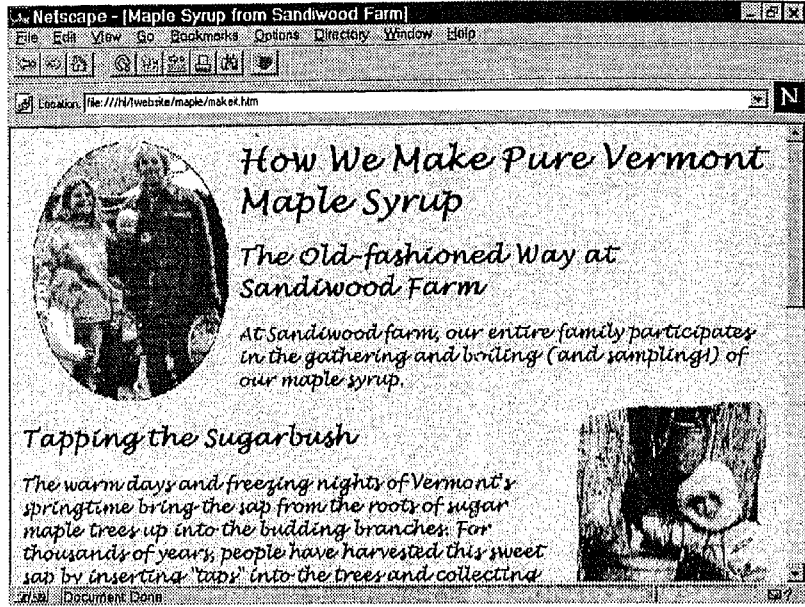 Netscape - [Maple Syrup from Sandiwood Farm]
File Edit View Go Bookmarks Options Directory Window Help
Location: file:///h|/website/maple/makeit.htm
N
How We Make Pure Vermont
Maple Syrup
The Old-fashioned Way at
Sandiwood Farm
At Sandiwood farm, our entire family participates
in the gathering and boiling (and sampling!) of
our maple syrup.
Tapping the Sugarbush
The warm days and freezing nights of Vermont's
springtime bring the sap from the roots of sugar
maple trees up into the budding branches. For
thousands of years, people have harvested this sweet
sap by inserting "taps" into the trees and collecting
Document Done